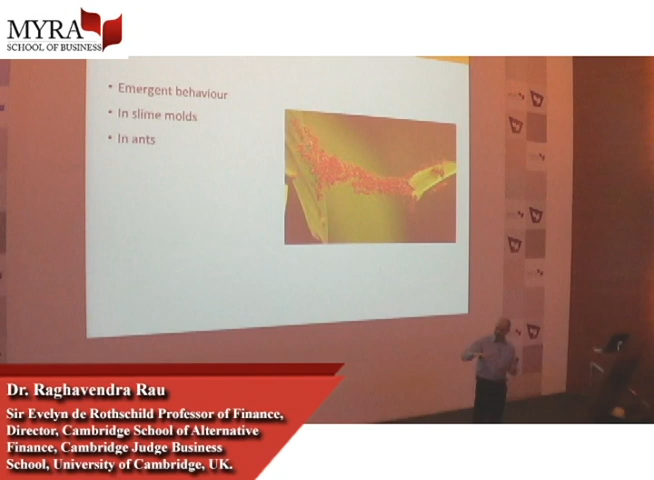 MYRA
SCHOOL OF BUSINESS
• Emergent behaviour
• In slime molds
• In ants
Dr. Raghavendra Rau
Sir Evelyn de Rothschild Professor of Finance,
Director, Cambridge School of Alternative
Finance, Cambridge Judge Business
School, University of Cambridge, UK.